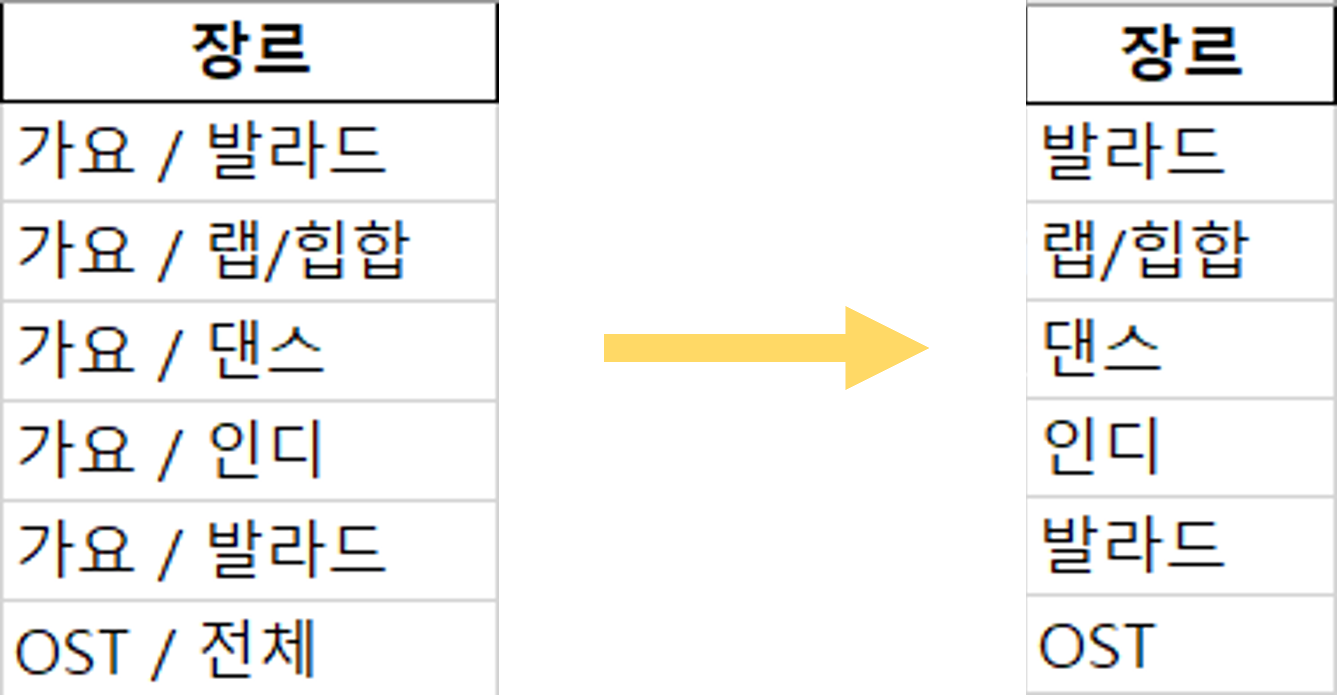 장르
가요 / 발라드
가요 / 랩/힙합
가요 / 댄스
가요 / 인디
가요 / 발라드
OST / 전체
장르
발라드
랩/힙합
댄스
인디
발라드
OST